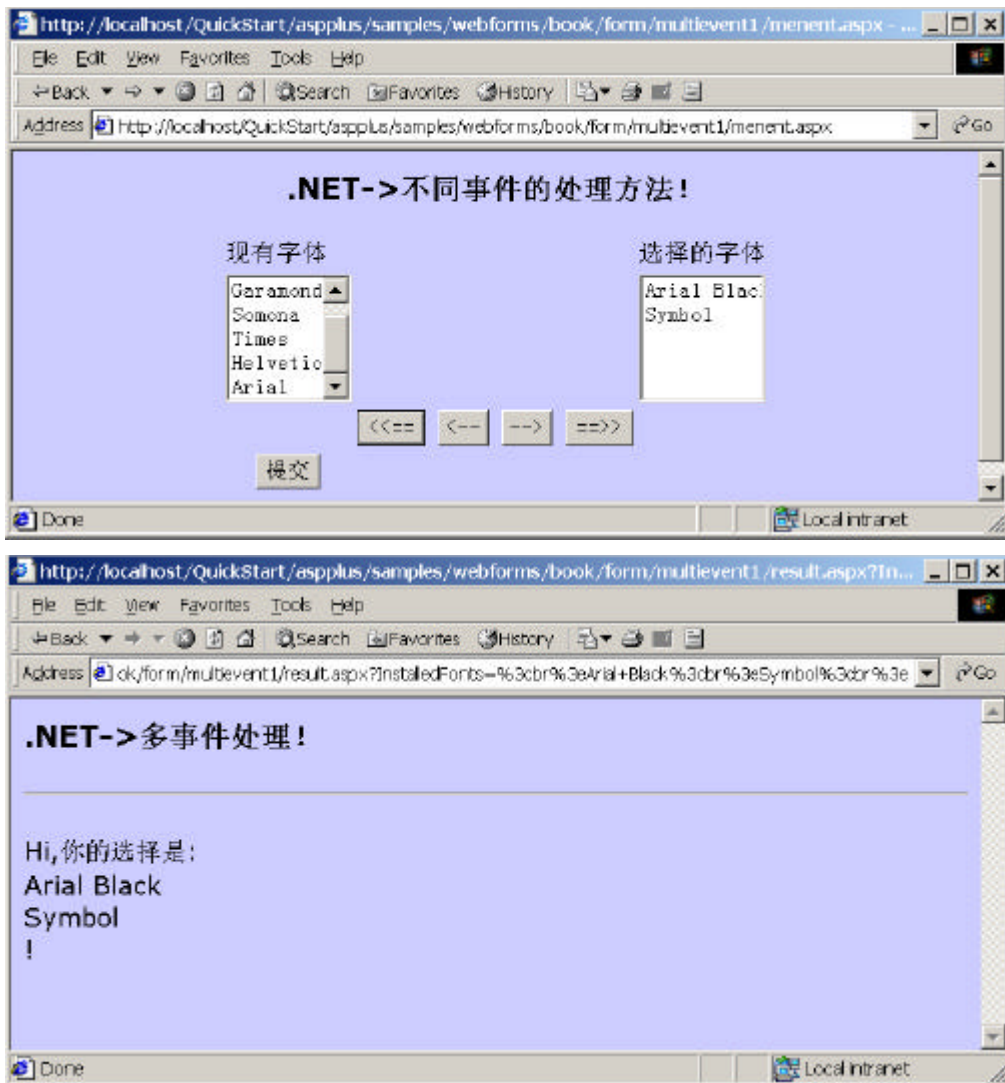 http://localhost/QuickStart/aspplus/samples/webforms/book/form/multievent1/menent.aspx - ...
File Edit View Favorites Tools Help
Back Search Favorites History
Address http://localhost/QuickStart/aspplus/samples/webforms/book/form/multievent1/menent.aspx Go
.NET->不同事件的处理方法!
现有字体 选择的字体
Garamond Arial Blac
Somona Symbol
Times
Helvetic
Arial
<<== <-- --> ==>>
提交
Done Local intranet
http://localhost/QuickStart/aspplus/samples/webforms/book/form/multievent1/result.aspx?In...
File Edit View Favorites Tools Help
Back Search Favorites History
Address ok/form/multievent1/result.aspx?InstalledFonts=%3cbr%3eArial+Black%3cbr%3eSymbol%3cbr%3e Go
.NET->多事件处理!
Hi,你的选择是:
Arial Black
Symbol
!
Done Local intranet